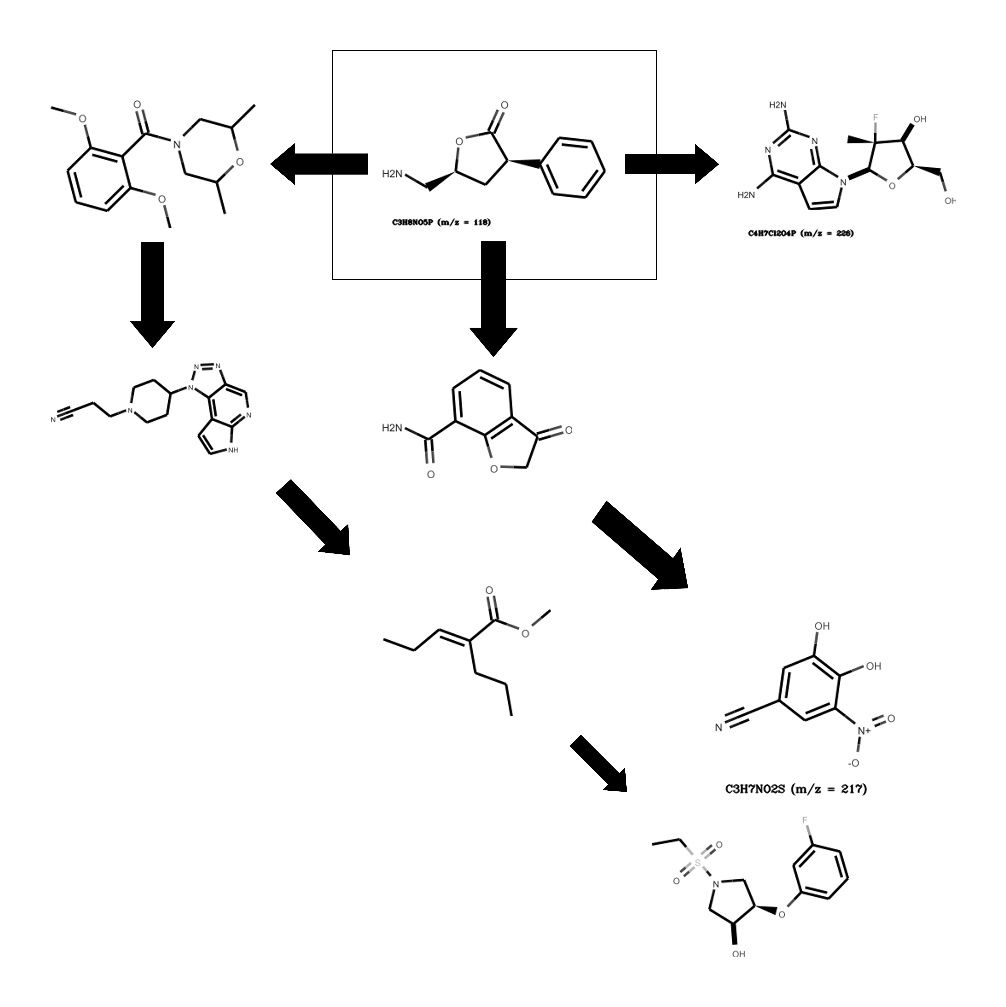 O
O
N
O
O
O
O
H2N
C3H8NO5P (m/z = 118)
H2N
N
N
H2N
N
F
OH
O
OH
C4H7Cl2O4P (m/z = 226)
N
N
N
N
N
N
NH
H2N
O
O
O
O
O
OH
OH
N
N+
O
-O
C3H7NO2S (m/z = 217)
F
O
S
O
N
O
OH